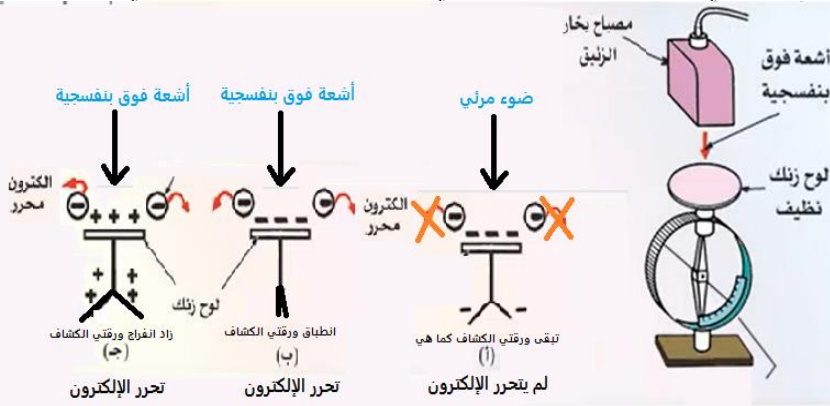 مصباح بخار
الزئبق
أشعة فوق
بنفسجية
لوح زنك
نظيف
ضوء مرئي
أشعة فوق بنفسجية
أشعة فوق بنفسجية
الكترون
محرر
الكترون
محرر
لوح زنك
تبقى ورقتي الكشاف كما هي
انطباق ورقتي الكشاف
زاد انفراج ورقتي الكشاف
(أ)
(ب)
(جـ)
لم يتحرر الإلكترون
تحرر الإلكترون
تحرر الإلكترون